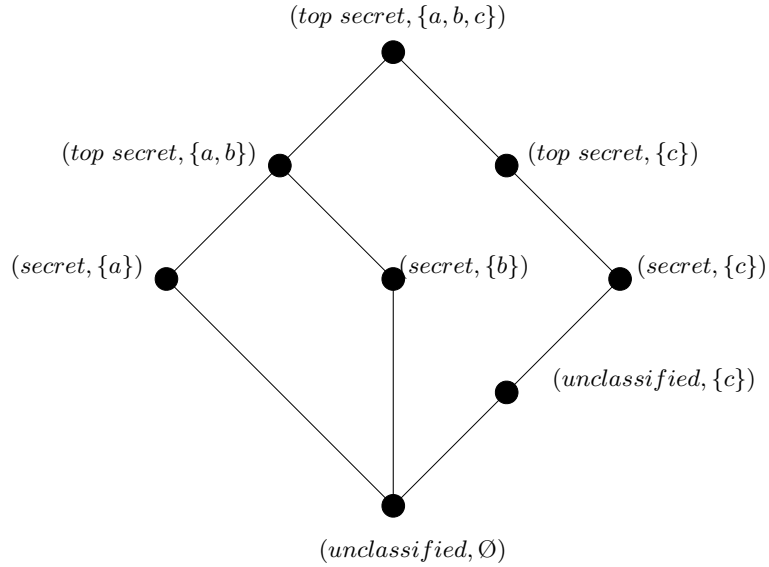 (top secret, {a, b, c})
(top secret, {a, b})
(top secret, {c})
(secret, {a})
(secret, {b})
(secret, {c})
(unclassified, {c})
(unclassified, Ø)